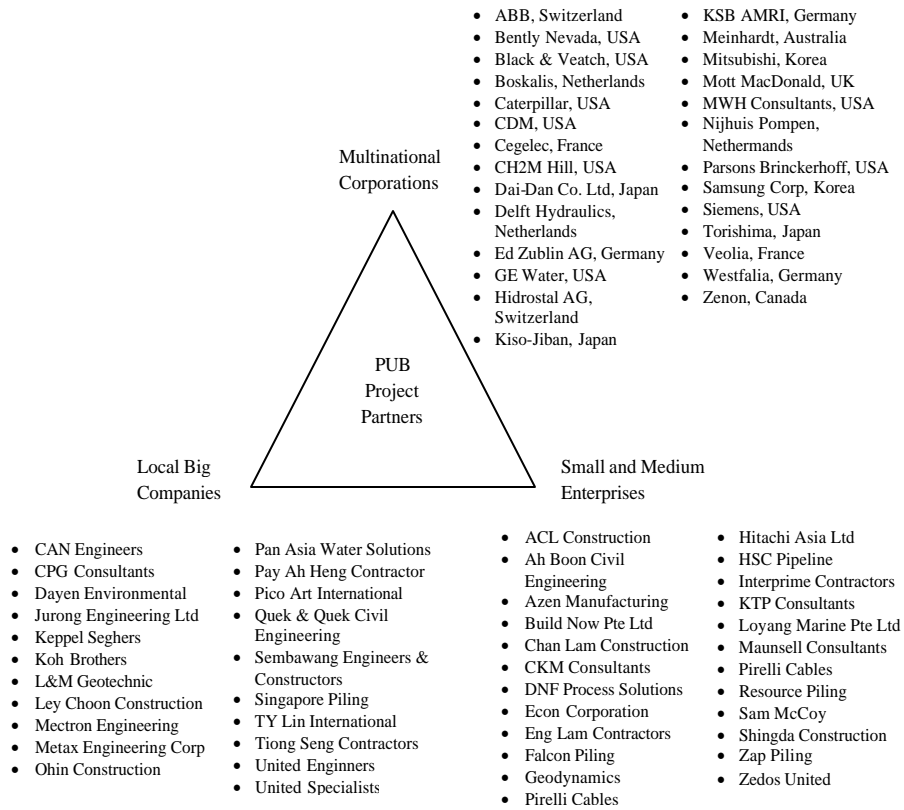 • ABB, Switzerland
• Bently Nevada, USA
• Black & Veatch, USA
• Boskalis, Netherlands
• Caterpillar, USA
• CDM, USA
• Cegelec, France
• CH2M Hill, USA
• Dai-Dan Co. Ltd, Japan
• Delft Hydraulics,
Netherlands
• Ed Zublin AG, Germany
• GE Water, USA
• Hidrostal AG,
Switzerland
• Kiso-Jiban, Japan
• KSB AMRI, Germany
• Meinhardt, Australia
• Mitsubishi, Korea
• Mott MacDonald, UK
• MWH Consultants, USA
• Nijhuis Pompen,
Nethermands
• Parsons Brinckerhoff, USA
• Samsung Corp, Korea
• Siemens, USA
• Torishima, Japan
• Veolia, France
• Westfalia, Germany
• Zenon, Canada
Multinational
Corporations
PUB
Project
Partners
Local Big
Companies
Small and Medium
Enterprises
• CAN Engineers
• CPG Consultants
• Dayen Environmental
• Jurong Engineering Ltd
• Keppel Seghers
• Koh Brothers
• L&M Geotechnic
• Ley Choon Construction
• Mectron Engineering
• Metax Engineering Corp
• Ohin Construction
• Pan Asia Water Solutions
• Pay Ah Heng Contractor
• Pico Art International
• Quek & Quek Civil
Engineering
• Sembawang Engineers &
Constructors
• Singapore Piling
• TY Lin International
• Tiong Seng Contractors
• United Enginners
• United Specialists
• ACL Construction
• Ah Boon Civil
Engineering
• Azen Manufacturing
• Build Now Pte Ltd
• Chan Lam Construction
• CKM Consultants
• DNF Process Solutions
• Econ Corporation
• Eng Lam Contractors
• Falcon Piling
• Geodynamics
• Pirelli Cables
• Hitachi Asia Ltd
• HSC Pipeline
• Interprime Contractors
• KTP Consultants
• Loyang Marine Pte Ltd
• Maunsell Consultants
• Pirelli Cables
• Resource Piling
• Sam McCoy
• Shingda Construction
• Zap Piling
• Zedos United